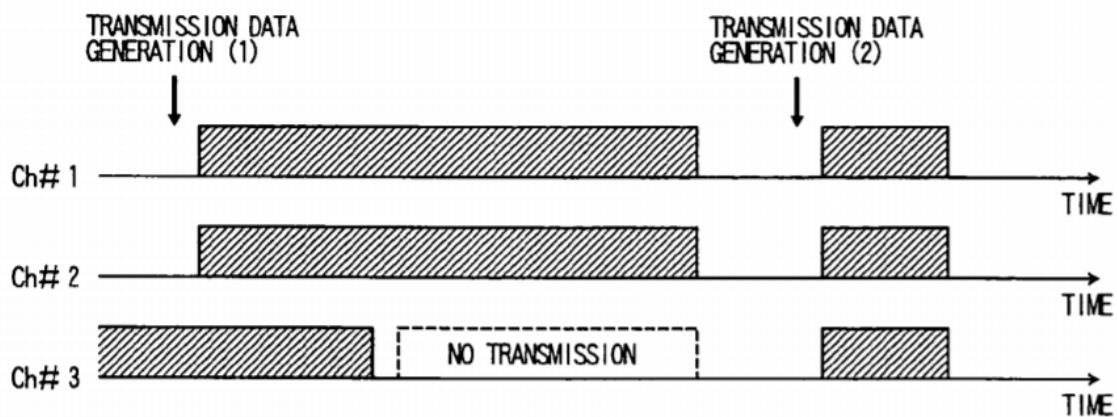 TRANSMISSION DATA
GENERATION (1)
TRANSMISSION DATA
GENERATION (2)
Ch# 1
TIME
Ch# 2
TIME
NO TRANSMISSION
Ch# 3
TIME